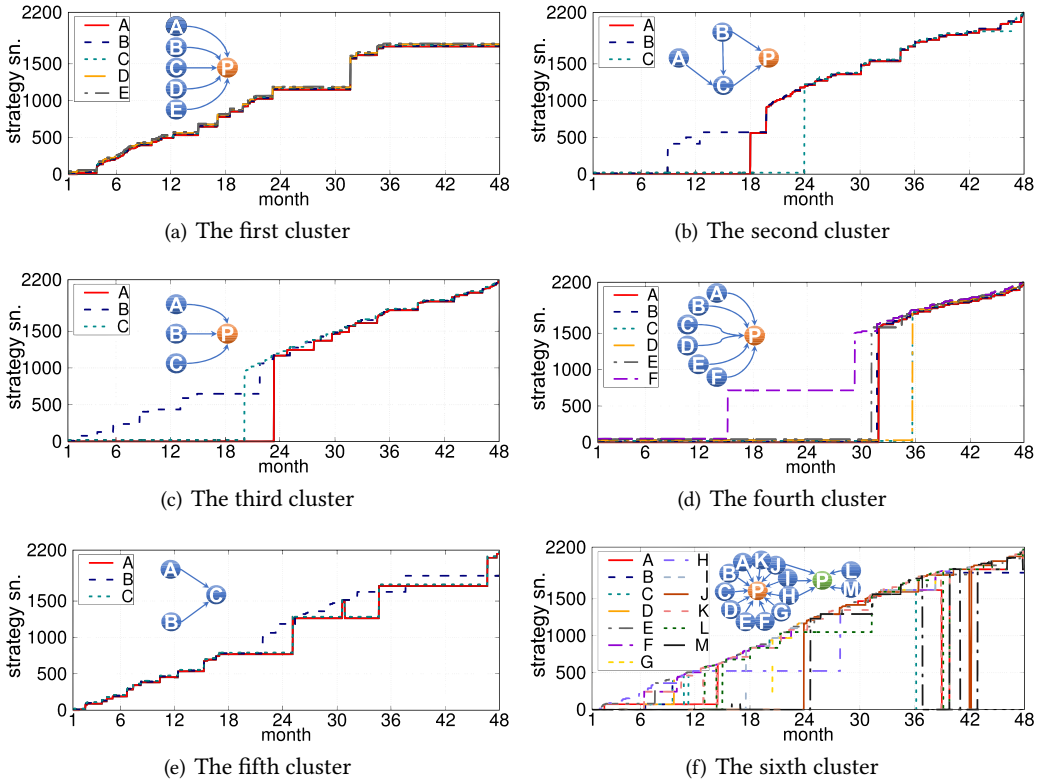 2200
1500
1000
500
0
strategy sn.
A
B
C
D
E
A
B
C
D
E
P
1 6 12 18 24 30 36 42 48
month
(a) The first cluster
2200
1500
1000
500
0
strategy sn.
A
B
C
B
A
P
C
1 6 12 18 24 30 36 42 48
month
(b) The second cluster
2200
1500
1000
500
0
strategy sn.
A
B
C
A
B
C
P
1 6 12 18 24 30 36 42 48
month
(c) The third cluster
2200
1500
1000
500
0
strategy sn.
A
B
C
D
E
F
A
B
C
D
E
F
P
1 6 12 18 24 30 36 42 48
month
(d) The fourth cluster
2200
1500
1000
500
0
strategy sn.
A
B
C
A
B
C
1 6 12 18 24 30 36 42 48
month
(e) The fifth cluster
2200
1500
1000
500
0
strategy sn.
A
B
C
D
E
F
G
H
I
J
K
L
M
A K J
B I L
C P H P M
D E F G
1 6 12 18 24 30 36 42 48
month
(f) The sixth cluster